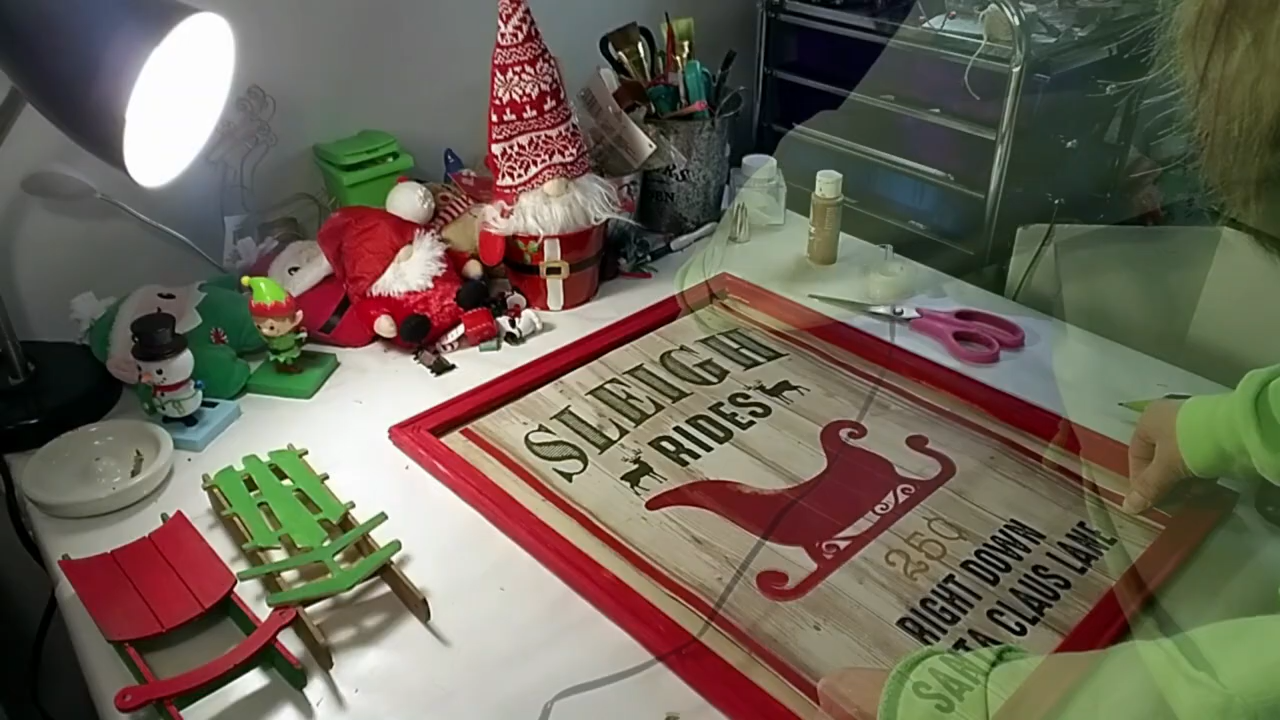 SLEIGH
RIDES
25¢
RIGHT DOWN
SANTA CLAUS LANE